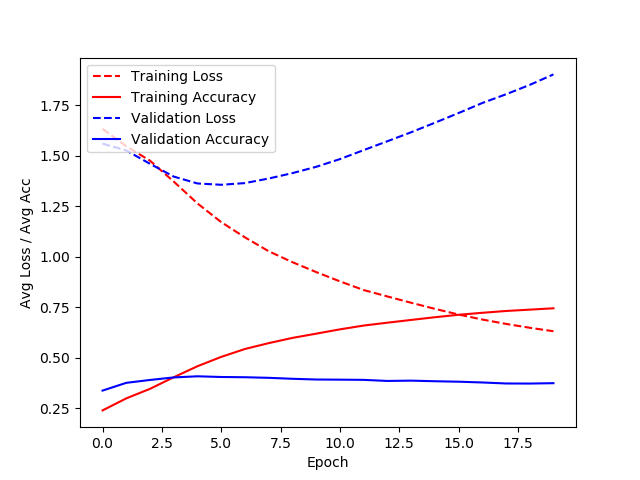 Training Loss
Training Accuracy
Validation Loss
Validation Accuracy
1.75
1.50
1.25
1.00
0.75
0.50
0.25
Avg Loss / Avg Acc
0.0 2.5 5.0 7.5 10.0 12.5 15.0 17.5
Epoch